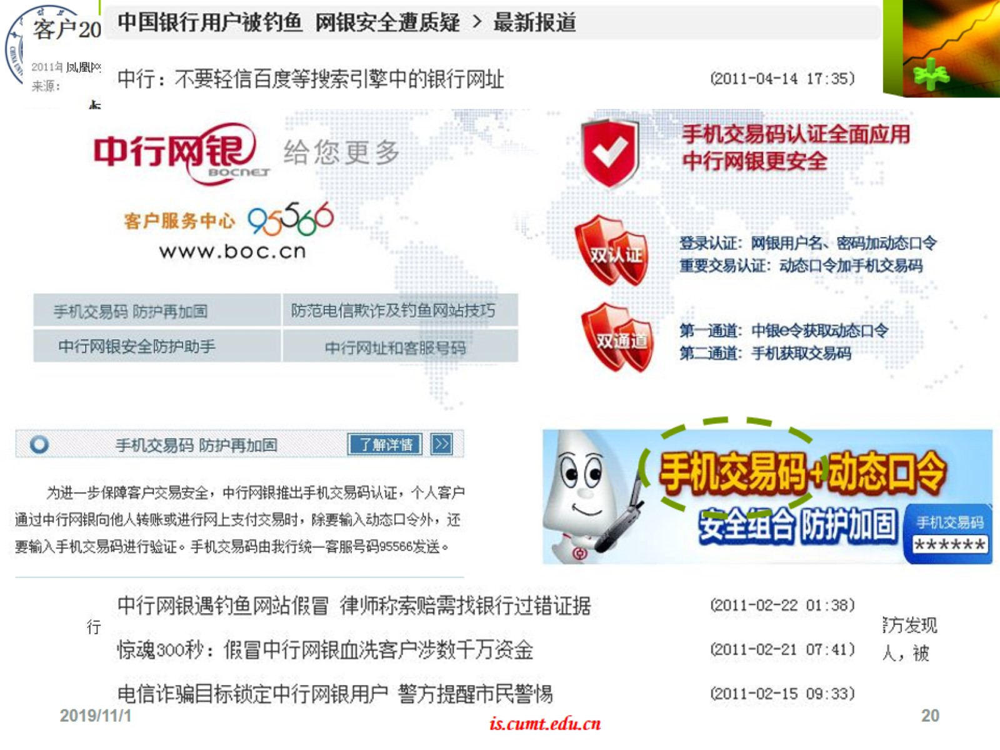 客户20
中国银行用户被钓鱼 网银安全遭质疑 > 最新报道
2011年 凤凰网
来源:
中行：不要轻信百度等搜索引擎中的银行网址 (2011-04-14 17:35)
中行网银 给您更多
BOCNET
客户服务中心 95566
www.boc.cn
手机交易码认证全面应用
中行网银更安全
双认证
登录认证：网银用户名、密码加动态口令
重要交易认证：动态口令加手机交易码
手机交易码 防护再加固 防范电信欺诈及钓鱼网站技巧
中行网银安全防护助手 中行网址和客服号码
双通道
第一通道：中银e令获取动态口令
第二通道：手机获取交易码
手机交易码 防护再加固 了解详情 >>
为进一步保障客户交易安全，中行网银推出手机交易码认证，个人客户
通过中行网银向他人转账或进行网上支付交易时，除要输入动态口令外，还
要输入手机交易码进行验证。手机交易码由我行统一客服号码95566发送。
手机交易码+动态口令
安全组合 防护加固
手机交易码
******
中行网银遇钓鱼网站假冒 律师称索赔需找银行过错证据 (2011-02-22 01:38)
行
方发现
惊魂300秒：假冒中行网银血洗客户涉数千万资金 (2011-02-21 07:41)
人，被
电信诈骗目标锁定中行网银用户 警方提醒市民警惕 (2011-02-15 09:33)
2019/11/1
is.cumt.edu.cn
20